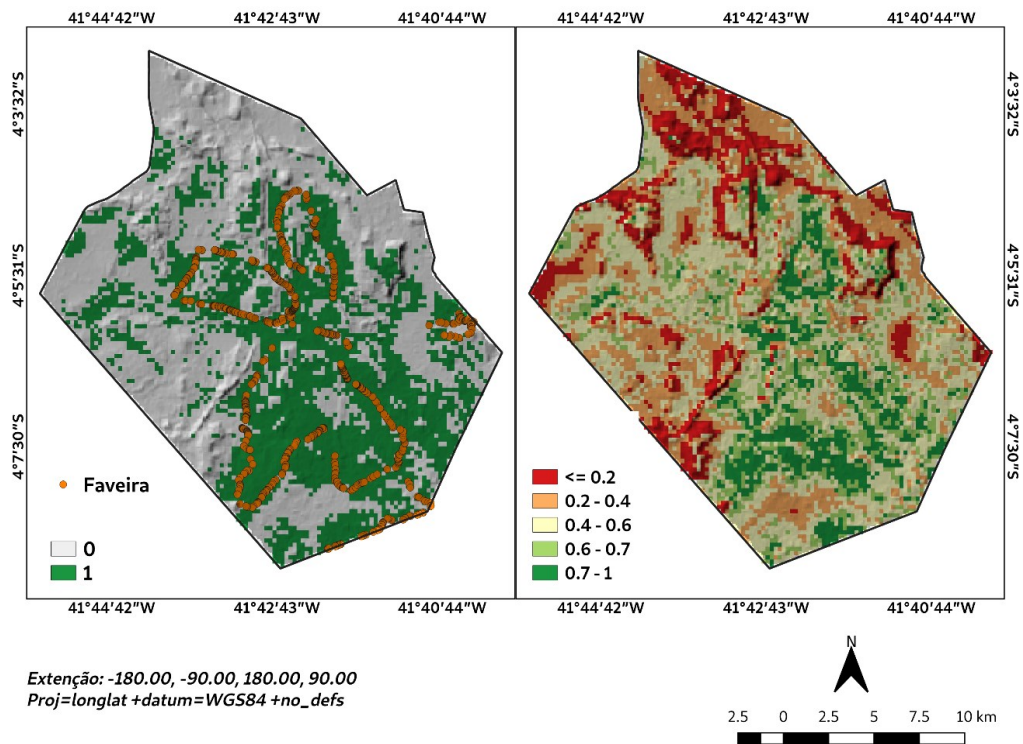 41°44'42"W 41°42'43"W 41°40'44"W 41°44'42"W 41°42'43"W 41°40'44"W
4°3'32"S 4°3'32"S
4°5'31"S 4°5'31"S
4°7'30"S 4°7'30"S
Faveira
0
1
<= 0.2
0.2 - 0.4
0.4 - 0.6
0.6 - 0.7
0.7 - 1
41°44'42"W 41°42'43"W 41°40'44"W 41°44'42"W 41°42'43"W 41°40'44"W
Extenção: -180.00, -90.00, 180.00, 90.00
Proj=longlat +datum=WGS84 +no_defs
N
2.5 0 2.5 5 7.5 10 km